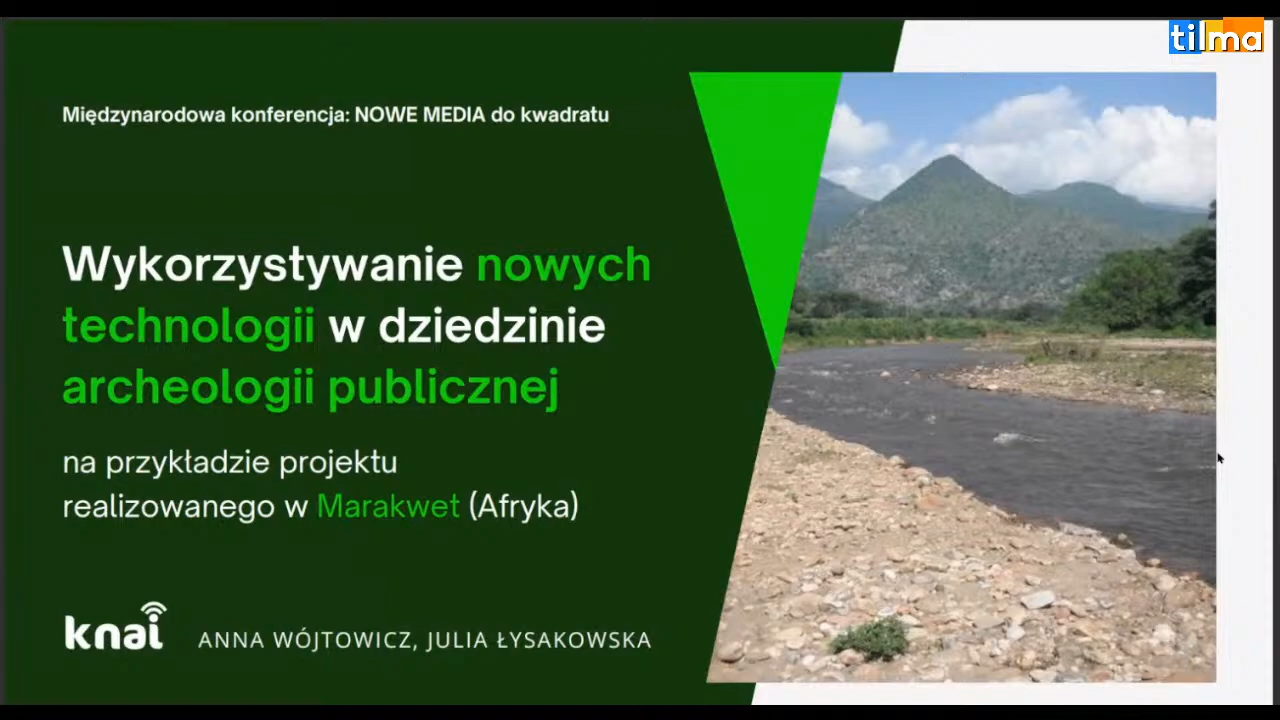 tilma
Międzynarodowa konferencja: NOWE MEDIA do kwadratu
Wykorzystywanie nowych
technologii w dziedzinie
archeologii publicznej
na przykładzie projektu
realizowanego w Marakwet (Afryka)
knai
ANNA WÓJTOWICZ, JULIA ŁYSAKOWSKA